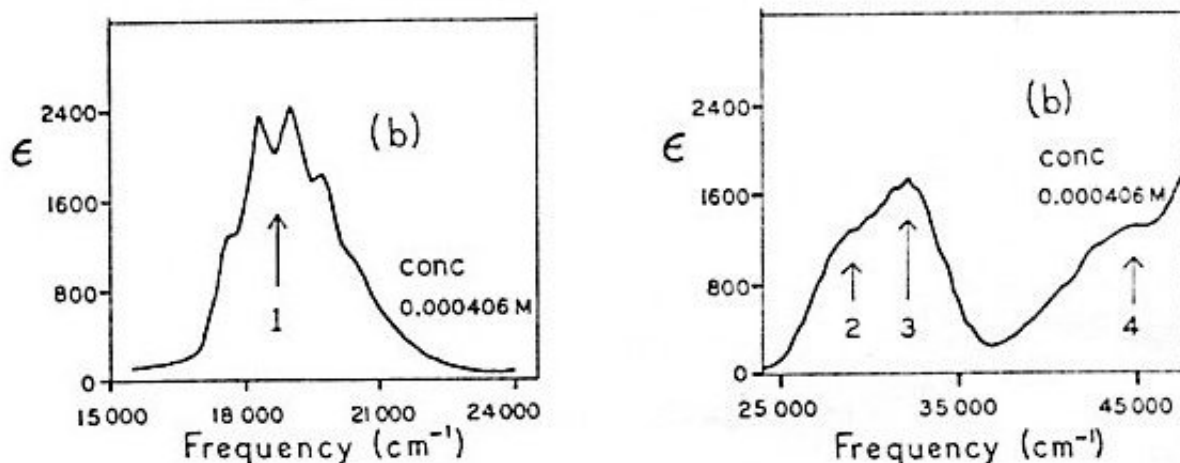 2400
1600
800
0
ϵ
(b)
conc
0.000406 M
1
15 000
18 000
21 000
24 000
Frequency (cm⁻¹)
2400
1600
800
0
ϵ
(b)
conc
0.000406 M
2
3
4
25 000
35 000
45 000
Frequency (cm⁻¹)